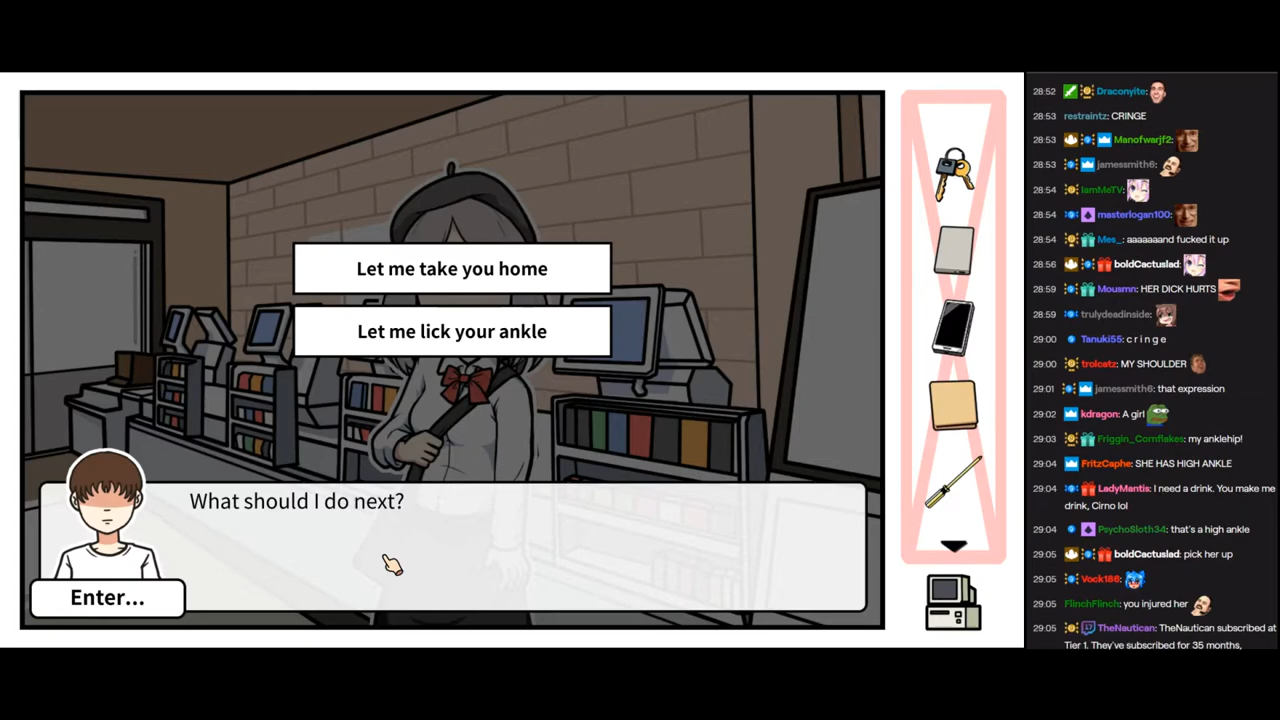 Let me take you home
Let me lick your ankle
What should I do next?
Enter...
28:52 Draconyite:
28:53 restraintz: CRINGE
28:53 Manofwarjf2:
28:53 jamessmith6:
28:54 IamMoTV:
28:54 masterlogan100:
28:54 Mes_: aaaaaaand fucked it up
28:56 boldCactuslad:
28:59 Mousmn: HER DICK HURTS
28:59 trulydeadinside:
29:00 Tanuki55: c r i n g e
29:00 trolcatz: MY SHOULDER
29:01 jamessmith6: that expression
29:02 kdragon: A girl
29:03 Friggin_Cornflakes: my anklehip!
29:04 FritzCaphe: SHE HAS HIGH ANKLE
29:04 LadyMantis: I need a drink. You make me
drink, Cirno lol
29:04 PsychoSloth34: that's a high ankle
29:05 boldCactuslad: pick her up
29:05 Vock186:
29:05 FlinchFlinch: you injured her
29:05 TheNautican: TheNautican subscribed at
Tier 1. They've subscribed for 35 months,